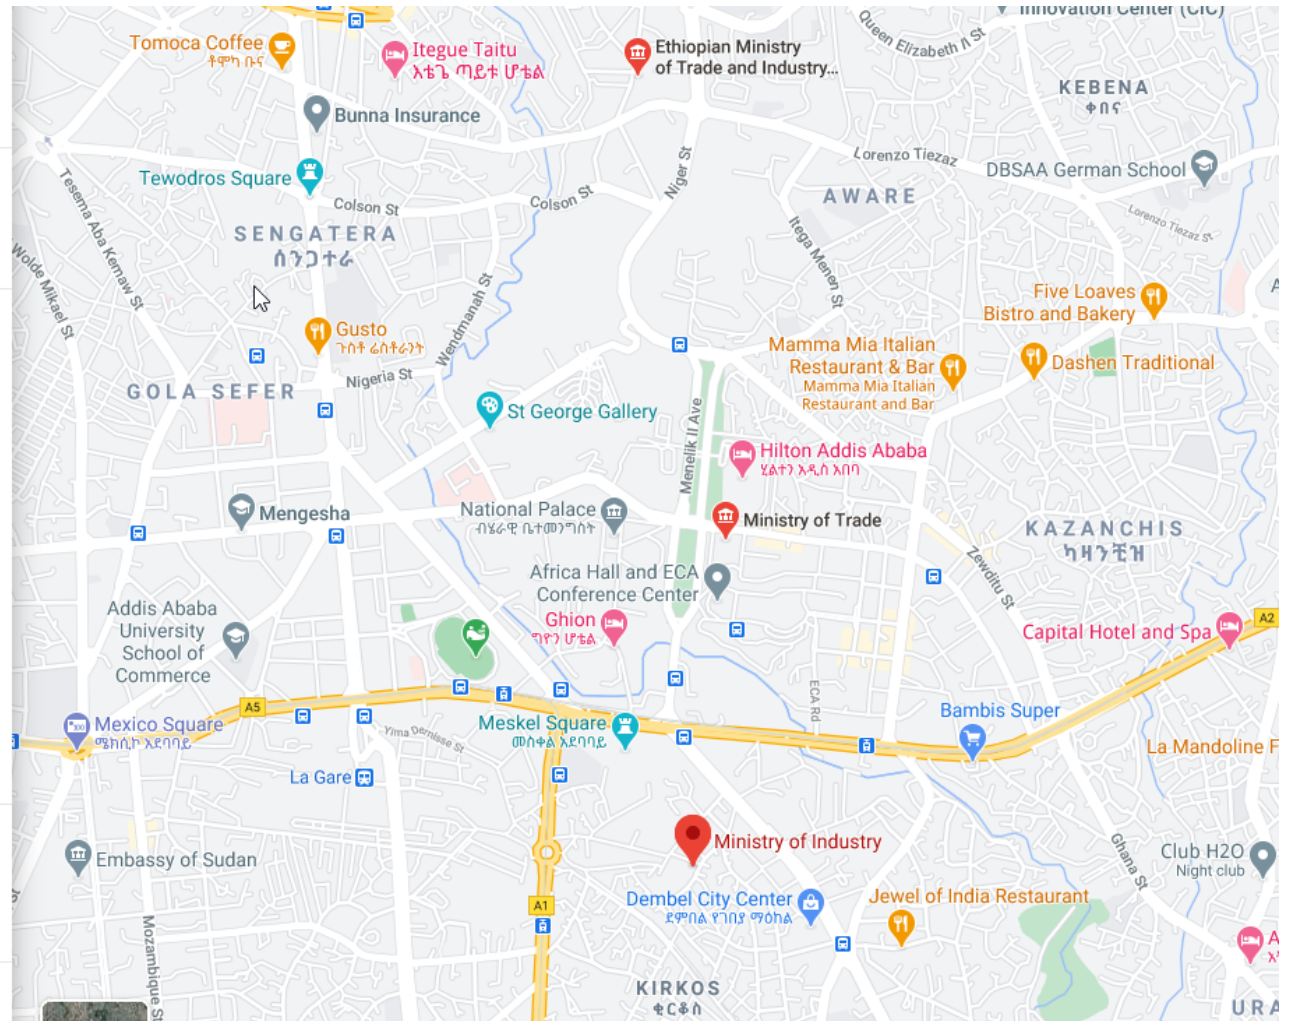 Innovation Center (CIC)
Tomoca Coffee
ቶሞካ ቡና
Itegue Taitu
እቴጌ ጣይቱ ሆቴል
Ethiopian Ministry
of Trade and Industry...
Queen Elizabeth II St
KEBENA
ቀበና
Bunna Insurance
Tewodros Square
Lorenzo Tiezaz
DBSAA German School
Niger St
Colson St
Colson St
AWARE
Lorenzo Tiezaz St
Tesema Aba Kemaw St
SENGATERA
ሰንጋተራ
Wolde Mikael St
Itega Menen St
Wendmanah St
Five Loaves
Bistro and Bakery
Gusto
ጉስቶ ሬስቶራንት
Mamma Mia Italian
Restaurant & Bar
Mamma Mia Italian
Restaurant and Bar
Dashen Traditional
Nigeria St
GOLA SEFER
St George Gallery
Menelik II Ave
Hilton Addis Ababa
ሂልተን አዲስ አበባ
Mengesha
National Palace
ብሄራዊ ቤተመንግስት
Ministry of Trade
KAZANCHIS
ካዛንቺዝ
Zewditu St
Africa Hall and ECA
Conference Center
Addis Ababa
University
School of
Commerce
Ghion
ግዮን ሆቴል
Capital Hotel and Spa
A2
ECA Rd
A5
Mexico Square
ሜክሲኮ አደባባይ
Meskel Square
መስቀል አደባባይ
Bambis Super
Yima Dernisse St
La Mandoline F
La Gare
Ministry of Industry
Ghana St
Club H2O
Night club
Embassy of Sudan
Dembel City Center
ደምበል የገበያ ማዕከል
Jewel of India Restaurant
A1
Mozambique St
A
KIRKOS
ቂርቆስ
URA